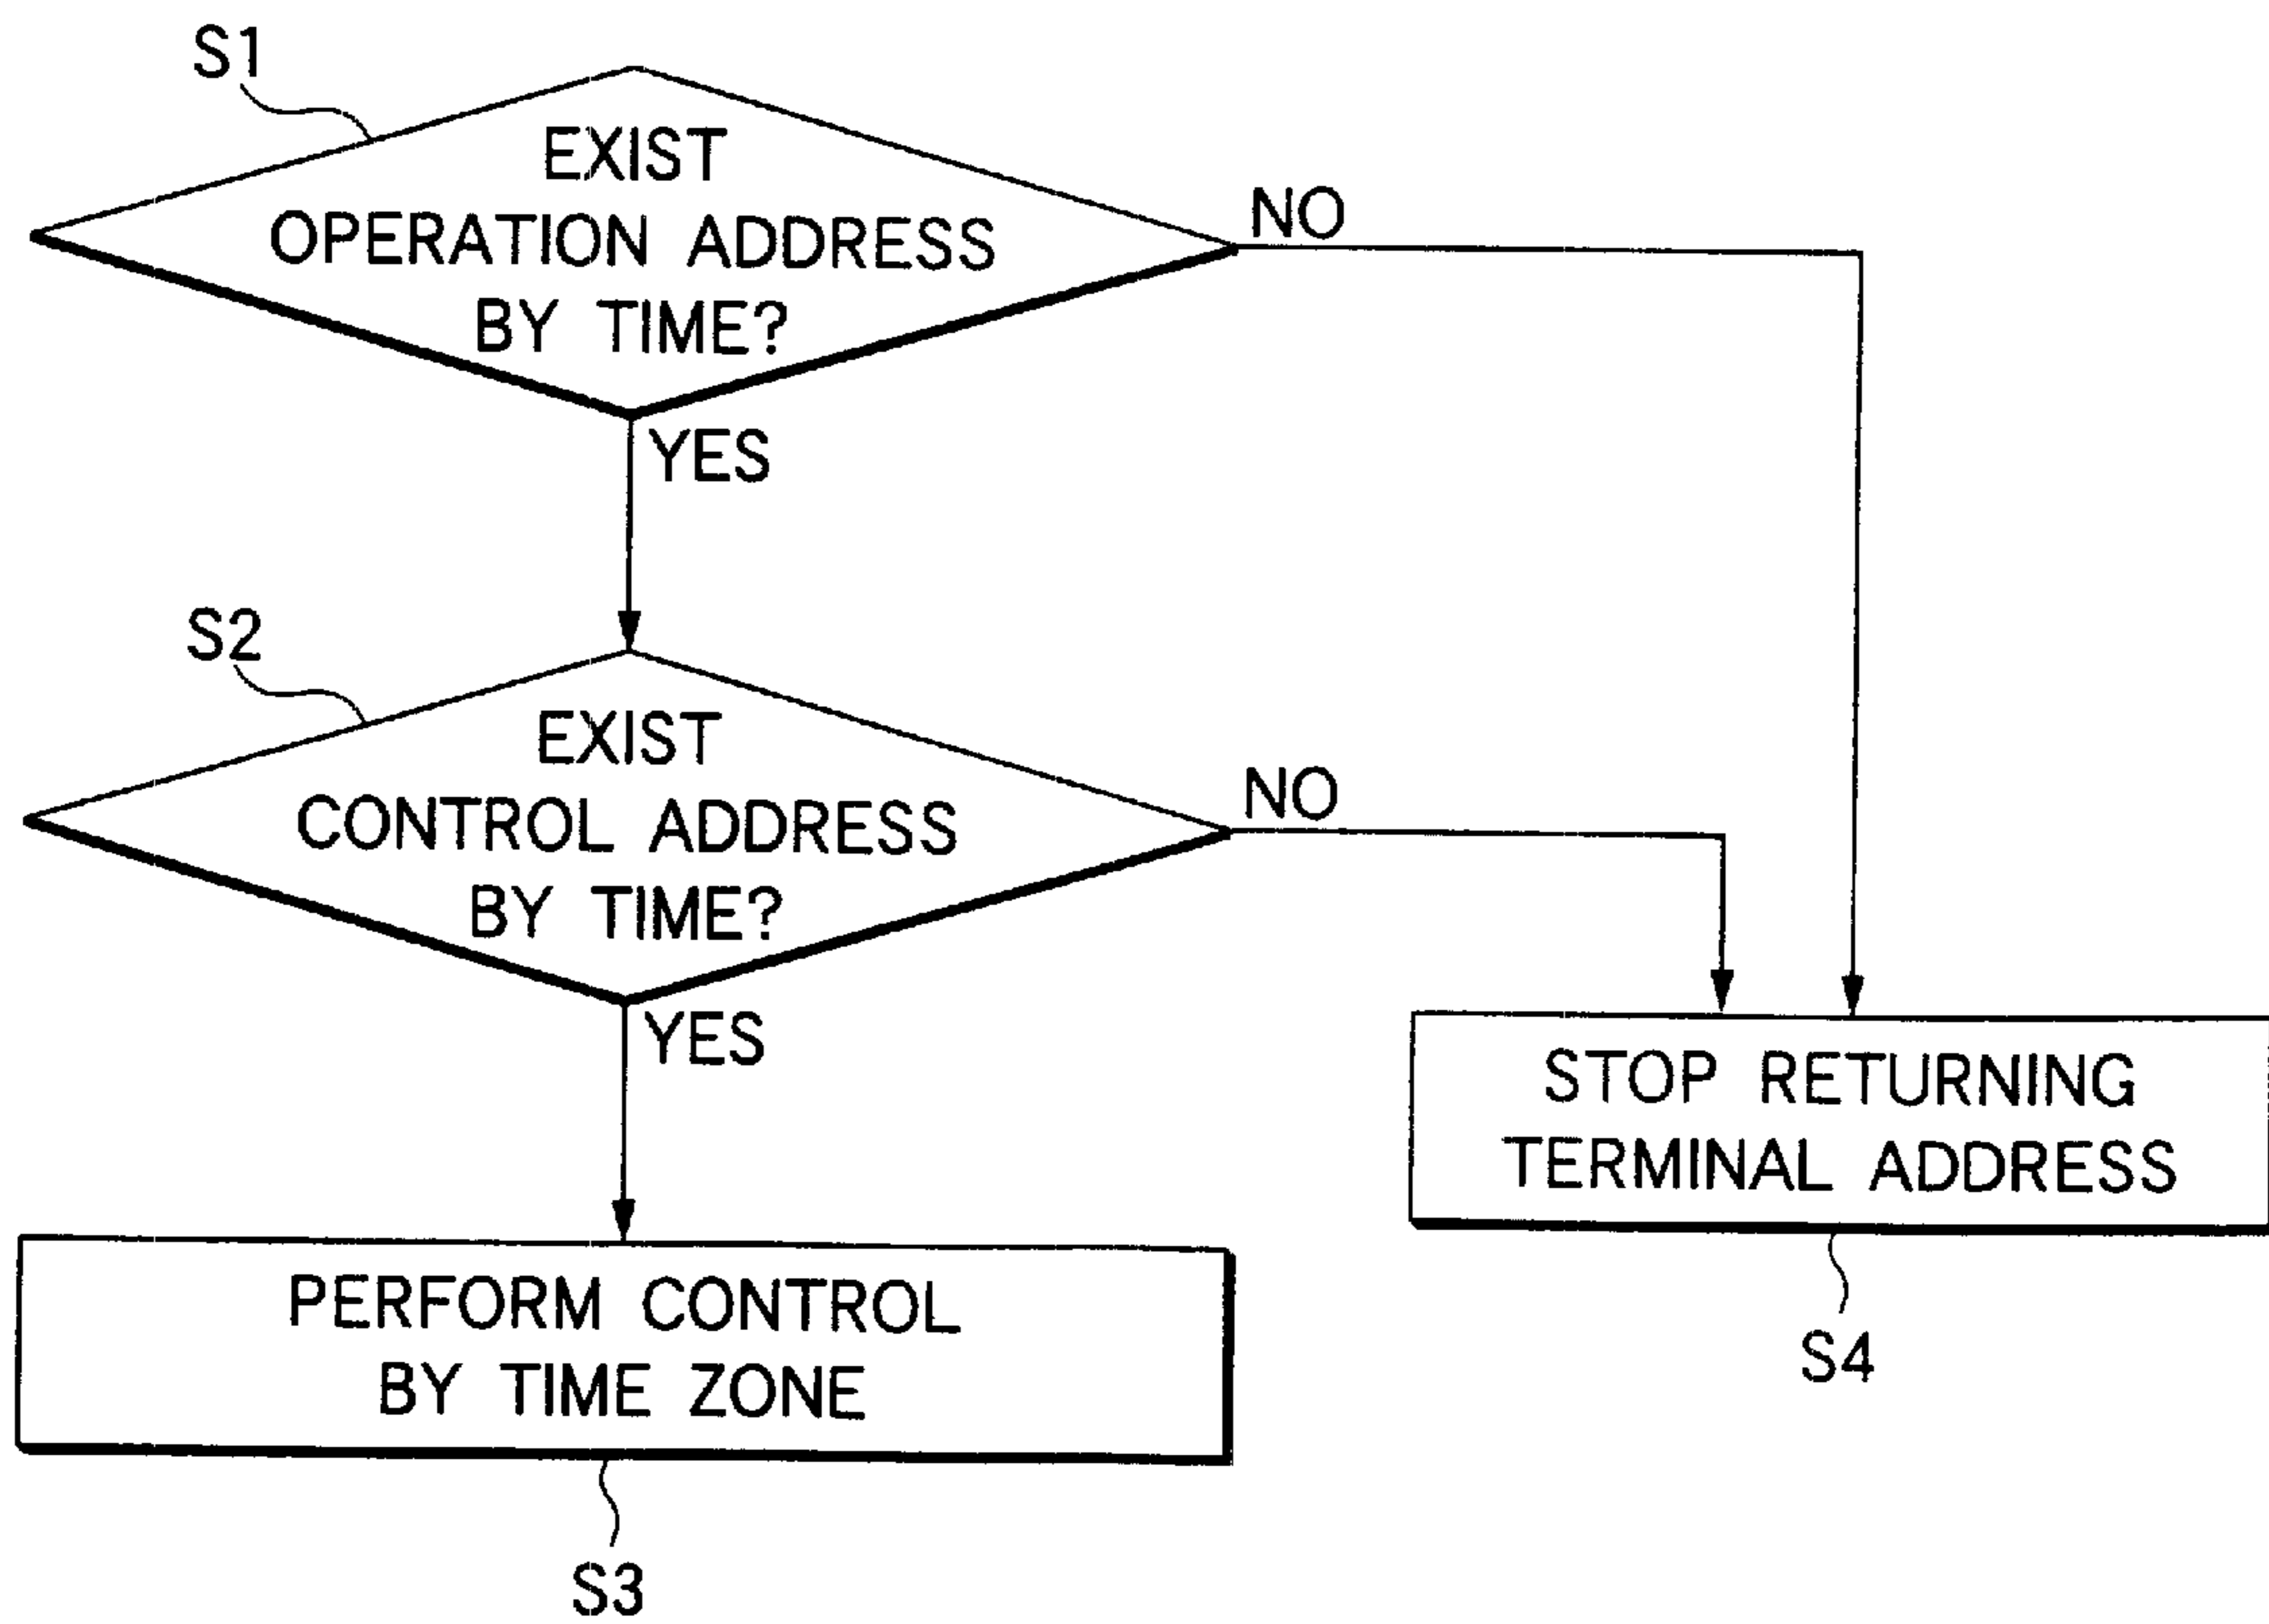 S1
EXIST
OPERATION ADDRESS
BY TIME?
NO
YES
S2
EXIST
CONTROL ADDRESS
BY TIME?
NO
YES
STOP RETURNING
TERMINAL ADDRESS
S4
PERFORM CONTROL
BY TIME ZONE
S3